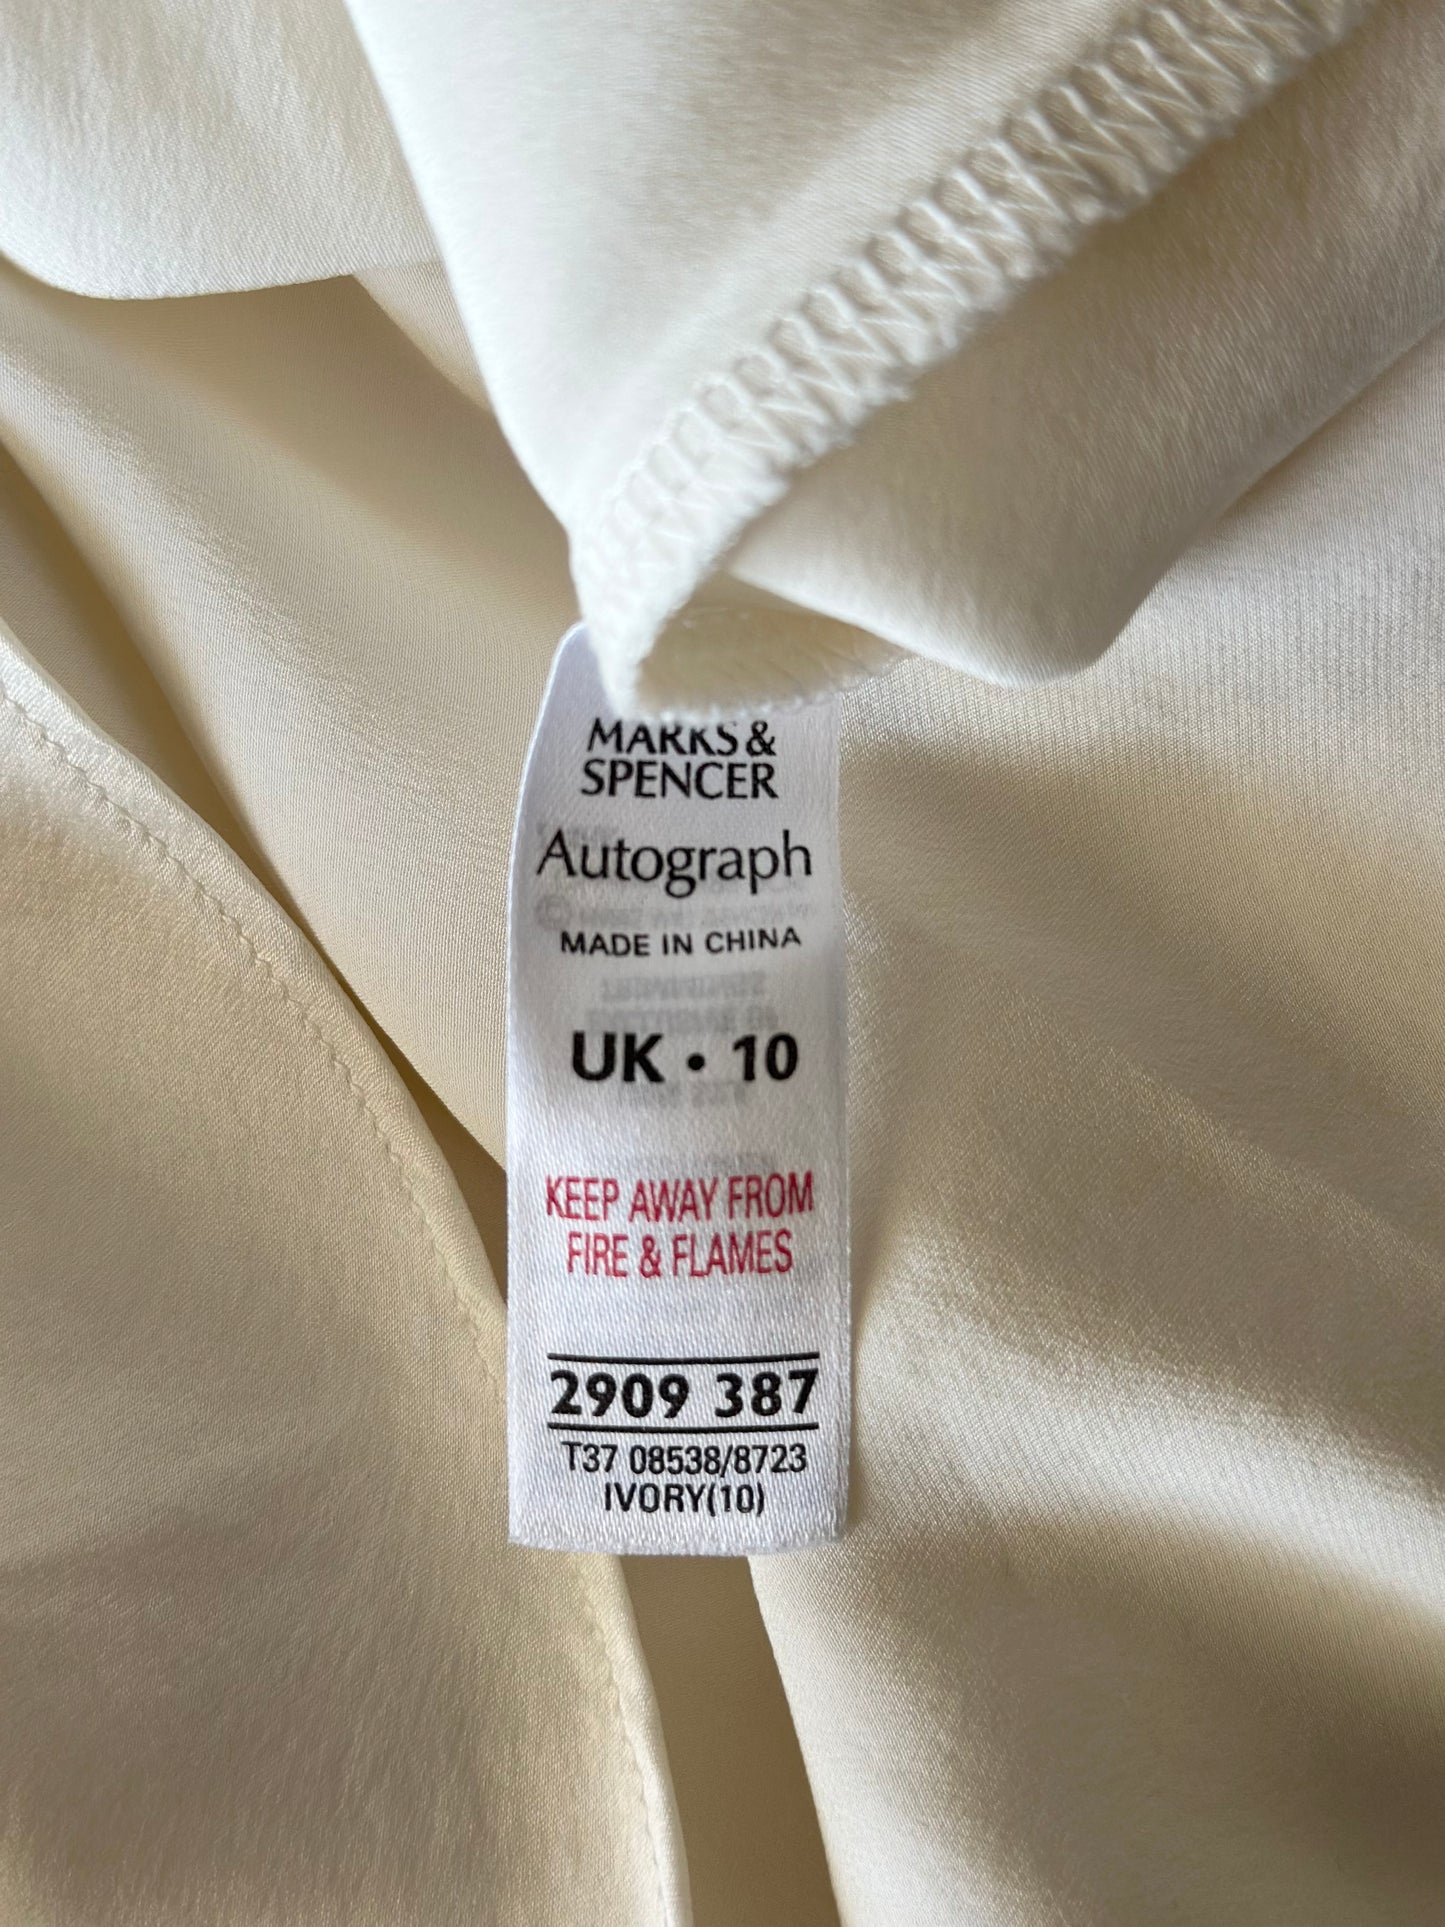 MARKS &
SPENCER
Autograph
MADE IN CHINA
UK • 10
KEEP AWAY FROM
FIRE & FLAMES
2909 387
T37 08538/8723
IVORY(10)